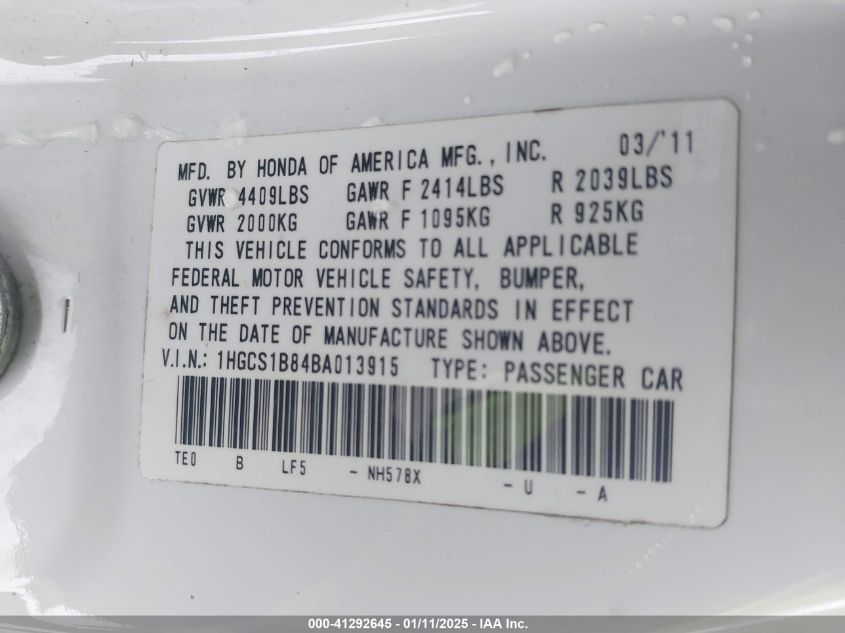 MFD. BY HONDA OF AMERICA MFG., INC. 03/'11
GVWR 4409LBS GAWR F 2414LBS R 2039LBS
GVWR 2000KG GAWR F 1095KG R 925KG
THIS VEHICLE CONFORMS TO ALL APPLICABLE
FEDERAL MOTOR VEHICLE SAFETY, BUMPER,
AND THEFT PREVENTION STANDARDS IN EFFECT
ON THE DATE OF MANUFACTURE SHOWN ABOVE.
V.I.N.: 1HGCS1B84BA013915 TYPE: PASSENGER CAR
TE0 B LF5 - NH578X - U - A
000-41292645 - 01/11/2025 - IAA Inc.